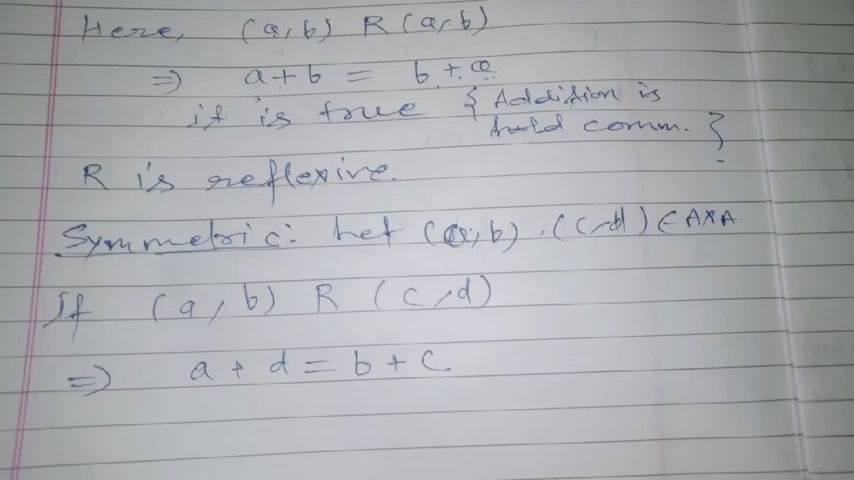 Here, (a, b) R (a, b)
⇒ a + b = b + a
it is true { Addition is
hold comm. }
R is reflexive.
Symmetric: Let (a, b), (c, d) ∈ A×A
if (a, b) R (c, d)
⇒ a + d = b + c